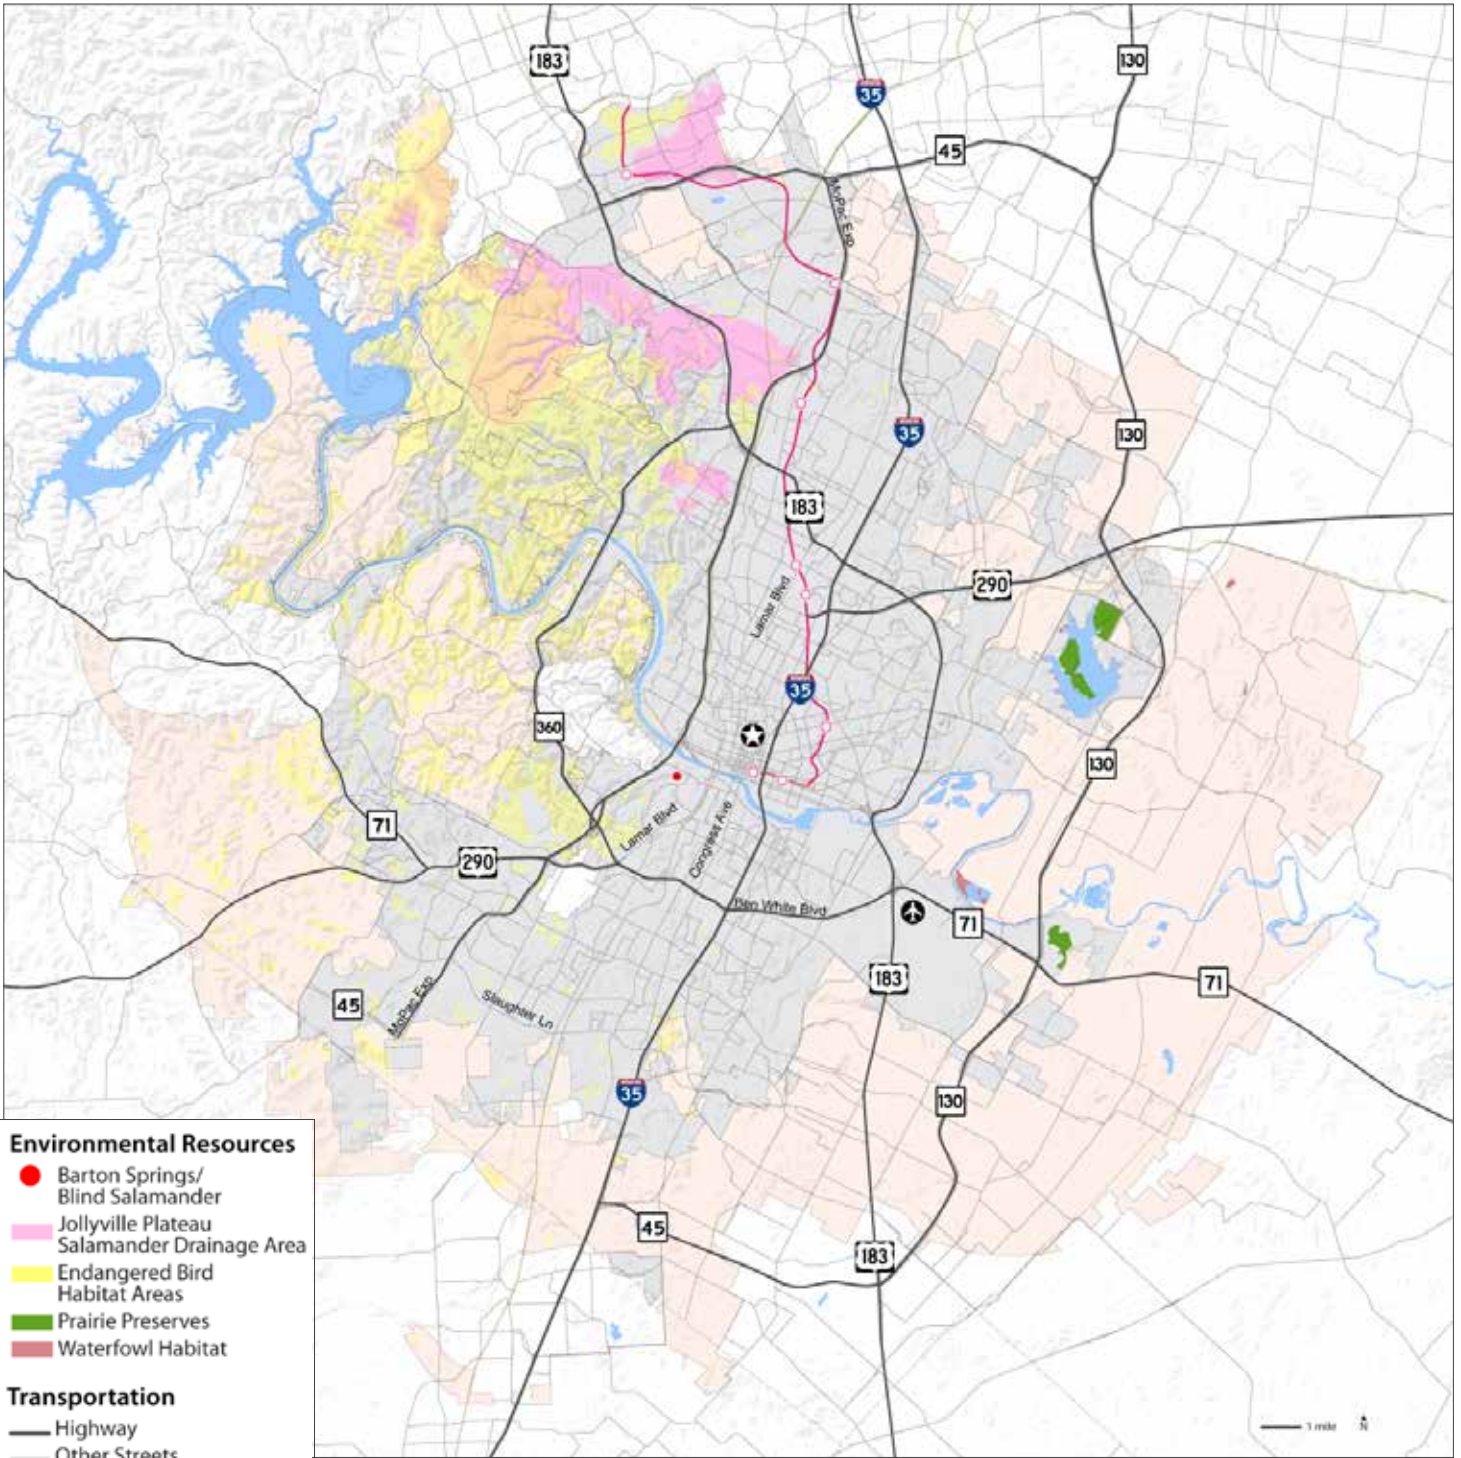 183
35
130
45
MoPac Exp
35
130
183
290
Lamar Blvd
35
360
130
71
290
Lamar Blvd
Congress Ave
Ben White Blvd
71
183
71
45
MoPac Exp
Slaughter Ln
35
130
45
183
Environmental Resources
Barton Springs/
Blind Salamander
Jollyville Plateau
Salamander Drainage Area
Endangered Bird
Habitat Areas
Prairie Preserves
Waterfowl Habitat
Transportation
Highway
Other Streets
1 mile
N